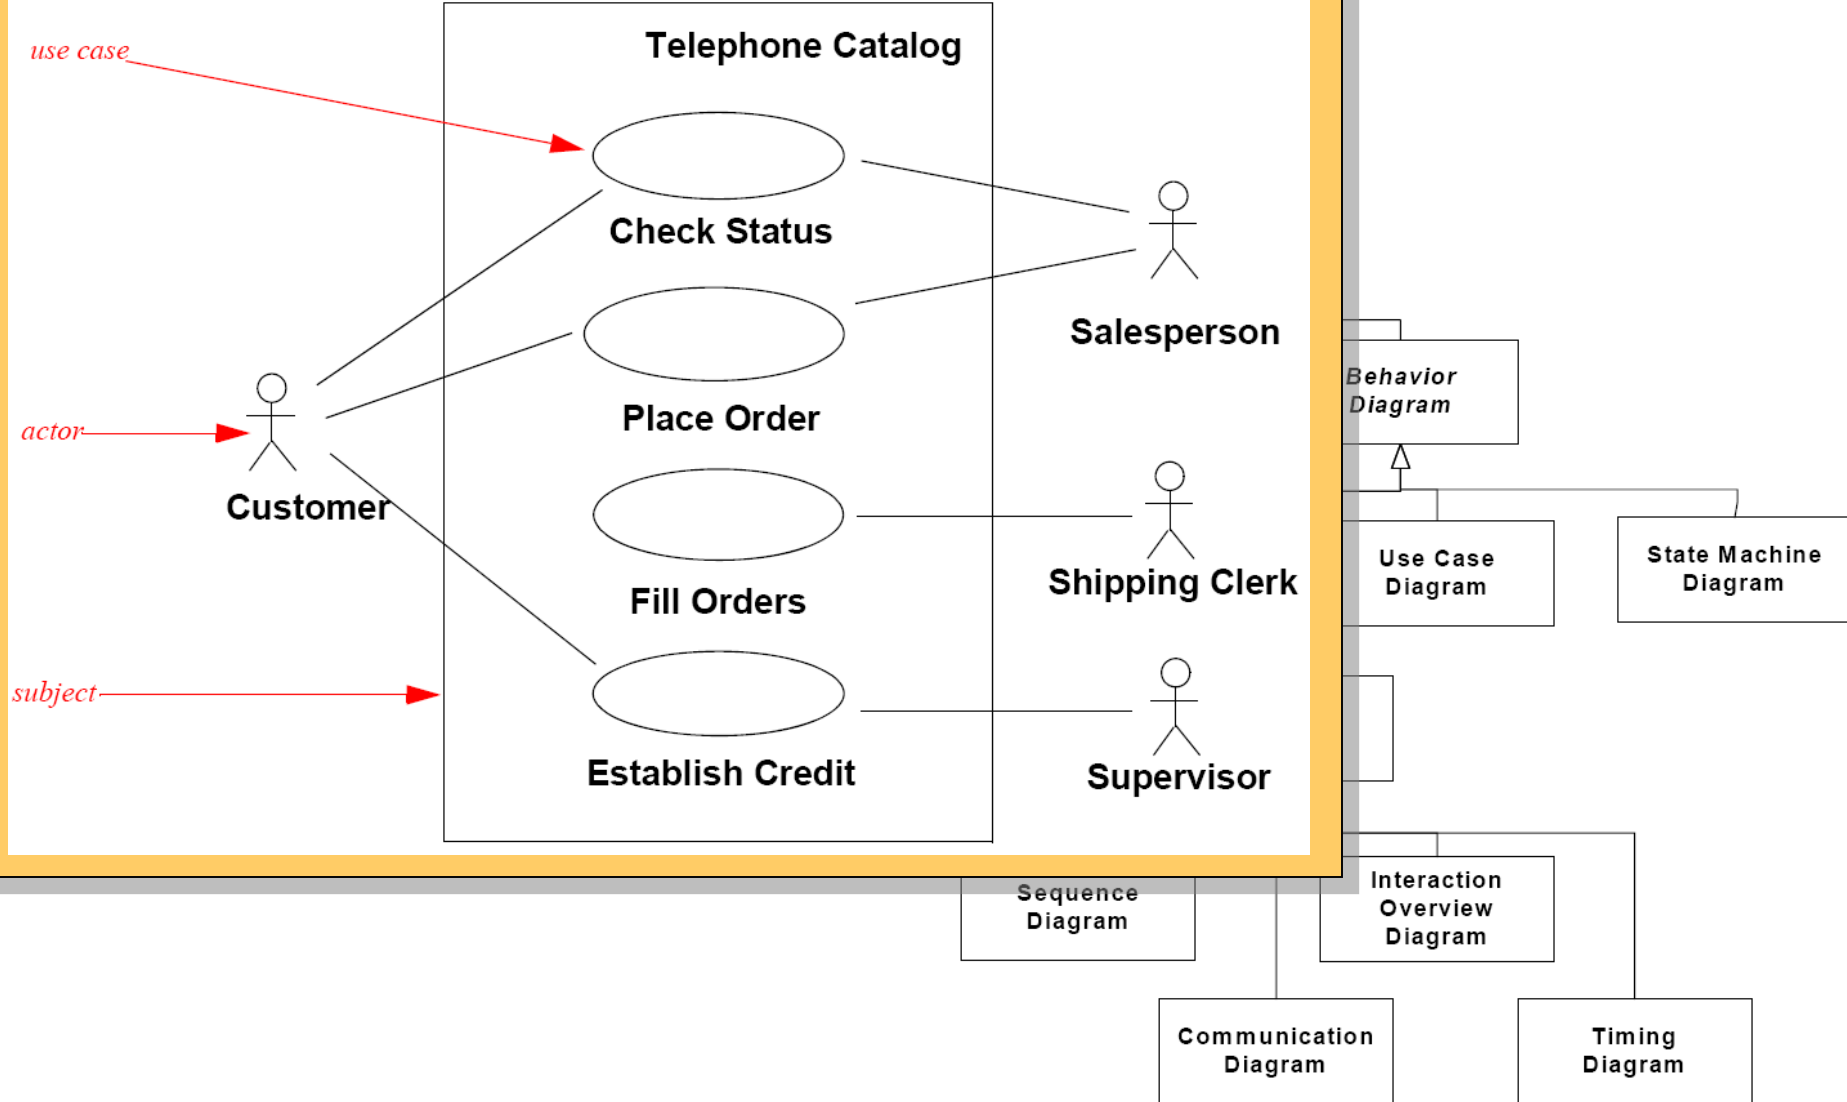 use case
Telephone Catalog
Check Status
Salesperson
Place Order
actor
Customer
Fill Orders
Shipping Clerk
subject
Establish Credit
Supervisor
Behavior
Diagram
Use Case
Diagram
State Machine
Diagram
Sequence
Diagram
Interaction
Overview
Diagram
Communication
Diagram
Timing
Diagram